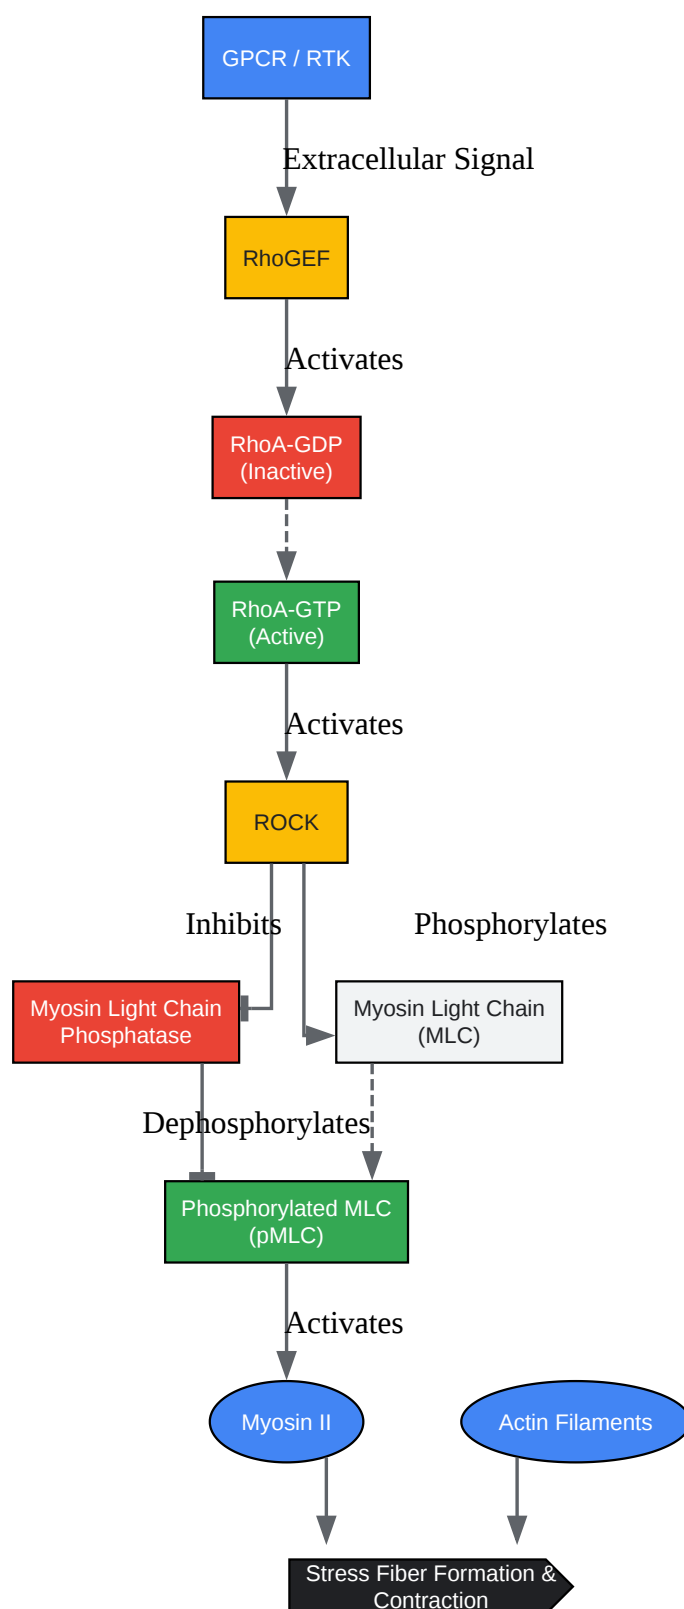 GPCR / RTK
Extracellular Signal
RhoGEF
Activates
RhoA-GDP
(Inactive)
RhoA-GTP
(Active)
Activates
ROCK
Inhibits
Phosphorylates
Myosin Light Chain
Phosphatase
Myosin Light Chain
(MLC)
Dephosphorylates
Phosphorylated MLC
(pMLC)
Activates
Myosin II
Actin Filaments
Stress Fiber Formation &
Contraction